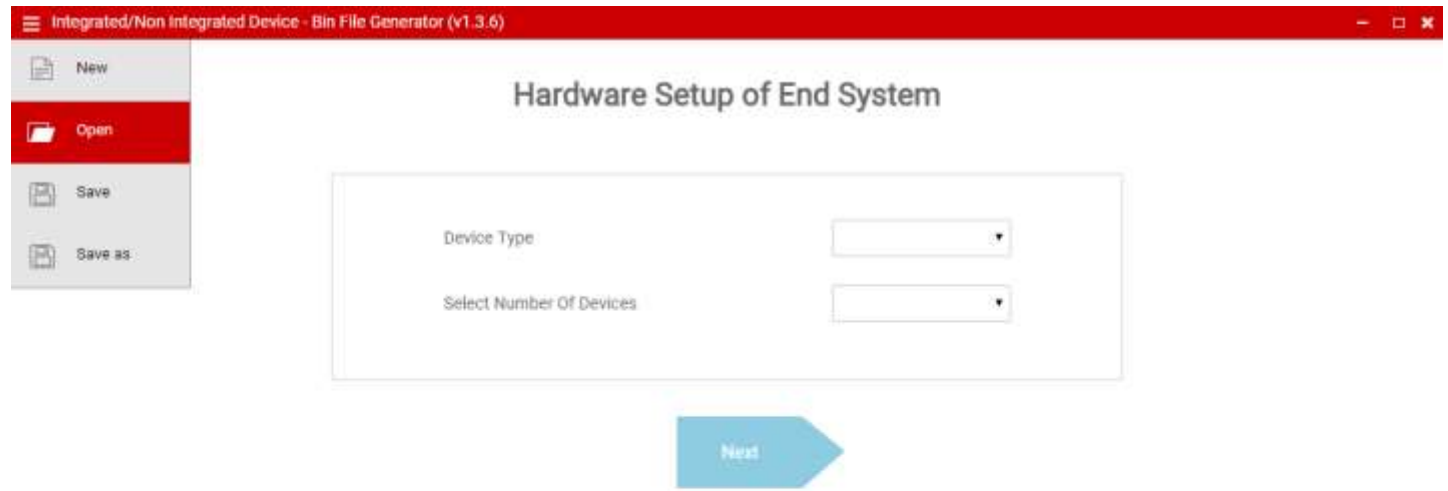 Integrated/Non Integrated Device - Bin File Generator (v1.3.6)
New
Open
Save
Save as
Hardware Setup of End System
Device Type
Select Number Of Devices
Next